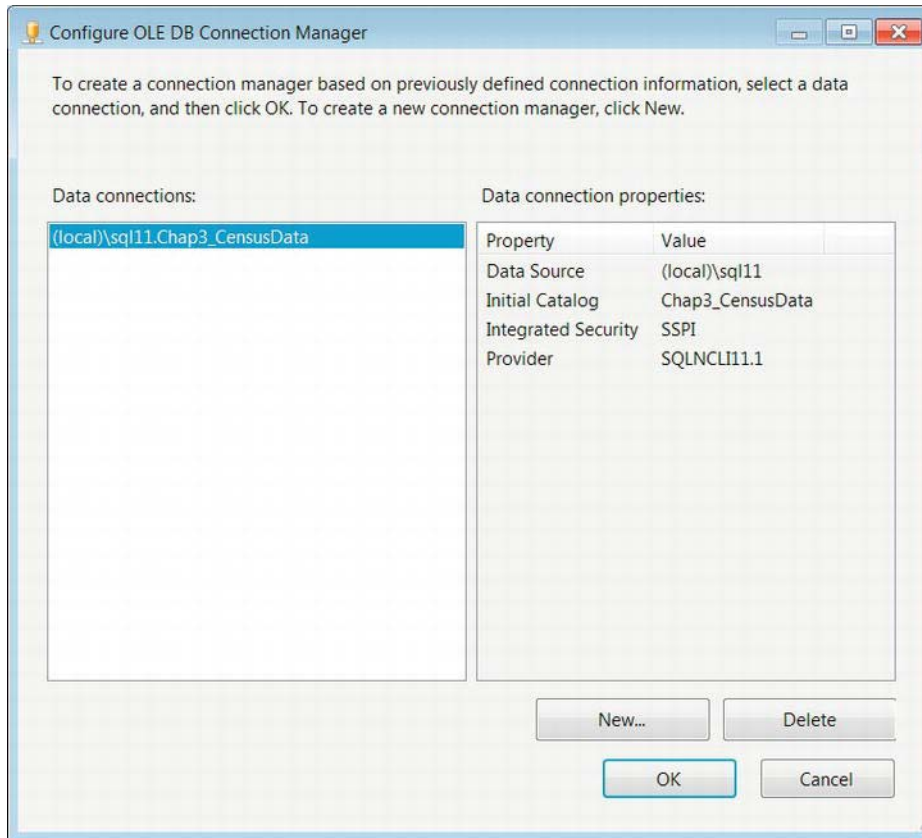 Configure OLE DB Connection Manager
To create a connection manager based on previously defined connection information, select a data
connection, and then click OK. To create a new connection manager, click New.
Data connections:
Data connection properties:
(local)\sql11.Chap3_CensusData
Property Value
Data Source (local)\sql11
Initial Catalog Chap3_CensusData
Integrated Security SSPI
Provider SQLNCLI11.1
New... Delete
OK Cancel